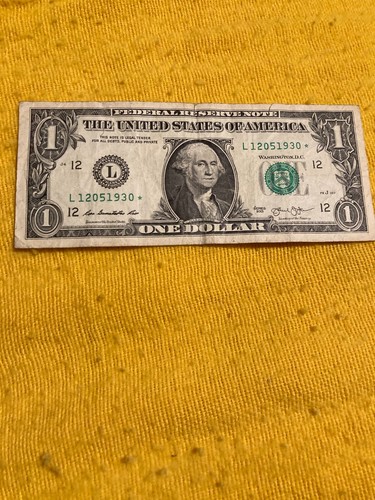 FEDERAL RESERVE NOTE
THE UNITED STATES OF AMERICA
1
1
THIS NOTE IS LEGAL TENDER
FOR ALL DEBTS, PUBLIC AND PRIVATE
L 12051930 *
WASHINGTON, D.C.
12
12
L
L 12051930 *
12
12
1
1
ONE DOLLAR